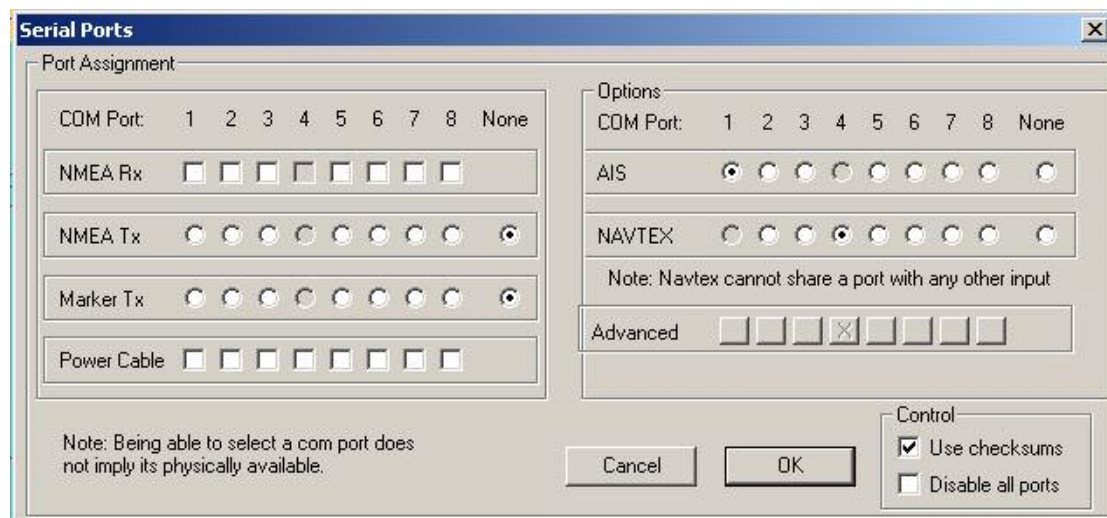 Serial Ports
Port Assignment
COM Port: 1 2 3 4 5 6 7 8 None
NMEA Rx
NMEA Tx
Marker Tx
Power Cable
Note: Being able to select a com port does
not imply its physically available.
Options
COM Port: 1 2 3 4 5 6 7 8 None
AIS
NAVTEX
Note: Navtex cannot share a port with any other input
Advanced X
Cancel
OK
Control
Use checksums
Disable all ports